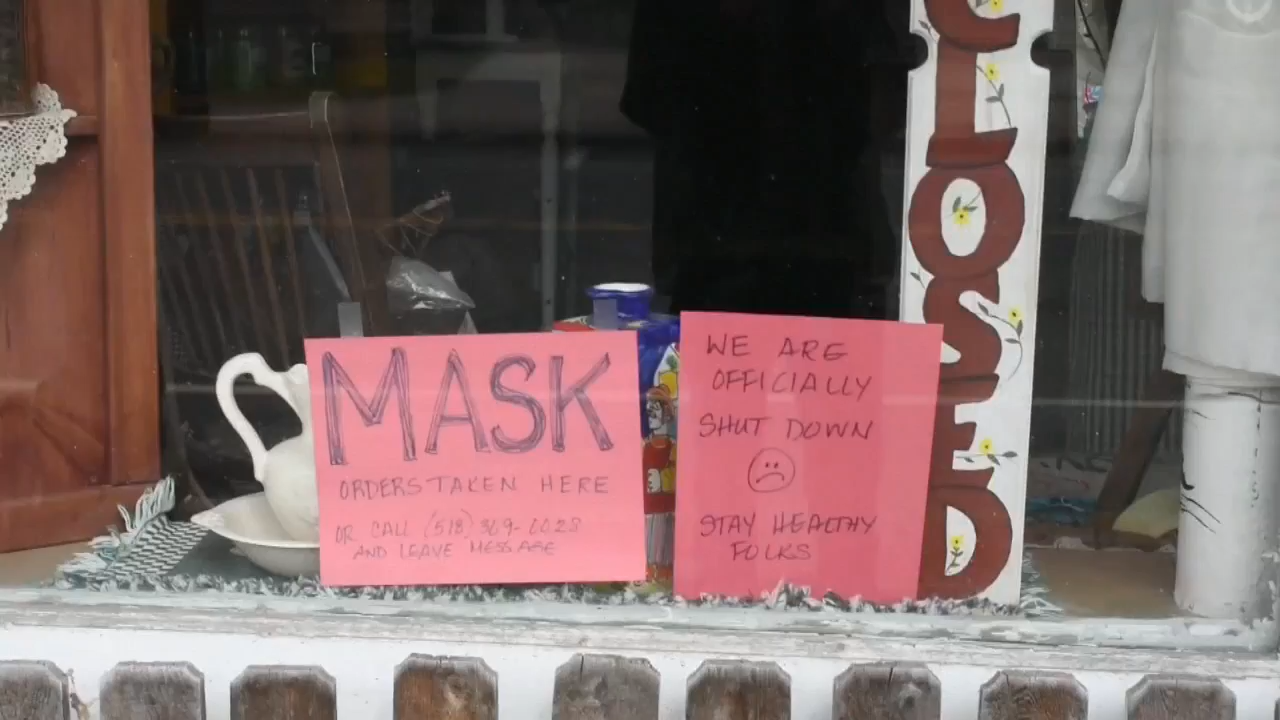 MASK
ORDERS TAKEN HERE
OR CALL (518) 369-0028
AND LEAVE MESSAGE
WE ARE
OFFICIALLY
SHUT DOWN
STAY HEALTHY
FOLKS
CLOSED